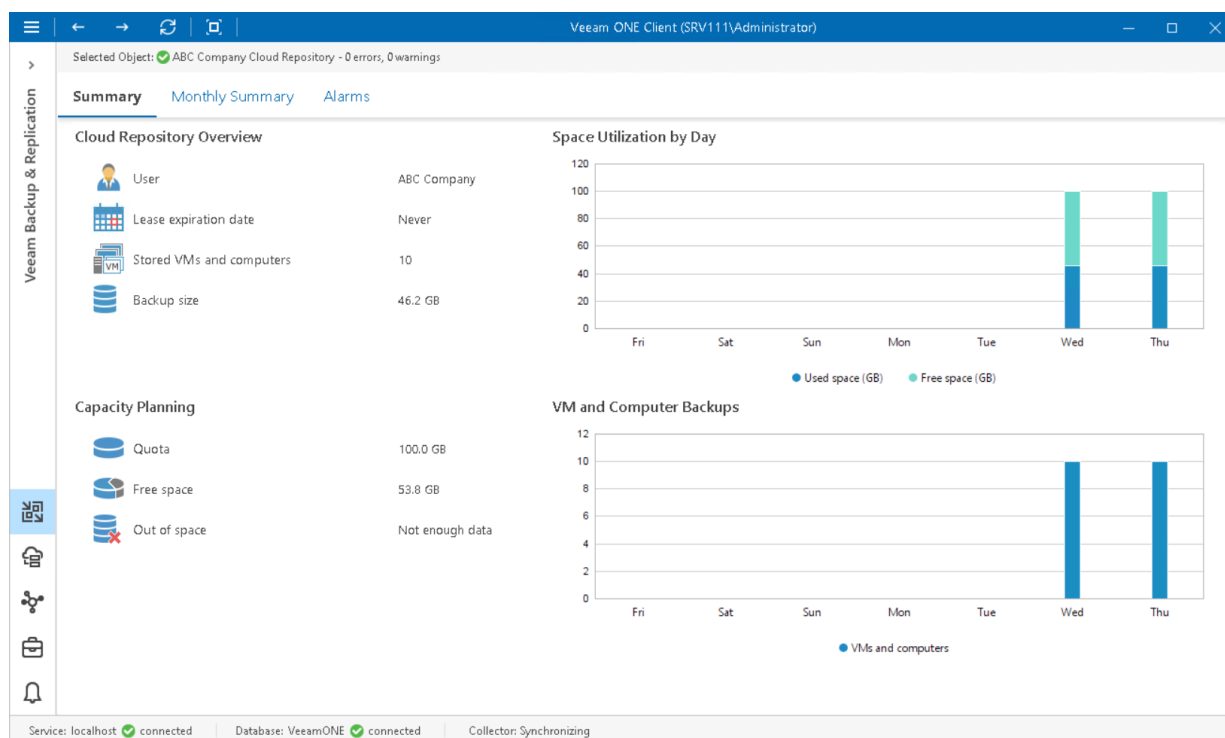 Veeam ONE Client (SRV111\Administrator)
Selected Object: ABC Company Cloud Repository - 0 errors, 0 warnings
Veeam Backup & Replication
Summary Monthly Summary Alarms
Cloud Repository Overview
User ABC Company
Lease expiration date Never
VM
Stored VMs and computers 10
Backup size 46.2 GB
Space Utilization by Day
120
100
80
60
40
20
0
Fri Sat Sun Mon Tue Wed Thu
Used space (GB) Free space (GB)
Capacity Planning
Quota 100.0 GB
Free space 53.8 GB
Out of space Not enough data
VM and Computer Backups
12
10
8
6
4
2
0
Fri Sat Sun Mon Tue Wed Thu
VMs and computers
Service: localhost connected Database: VeeamONE connected Collector: Synchronizing